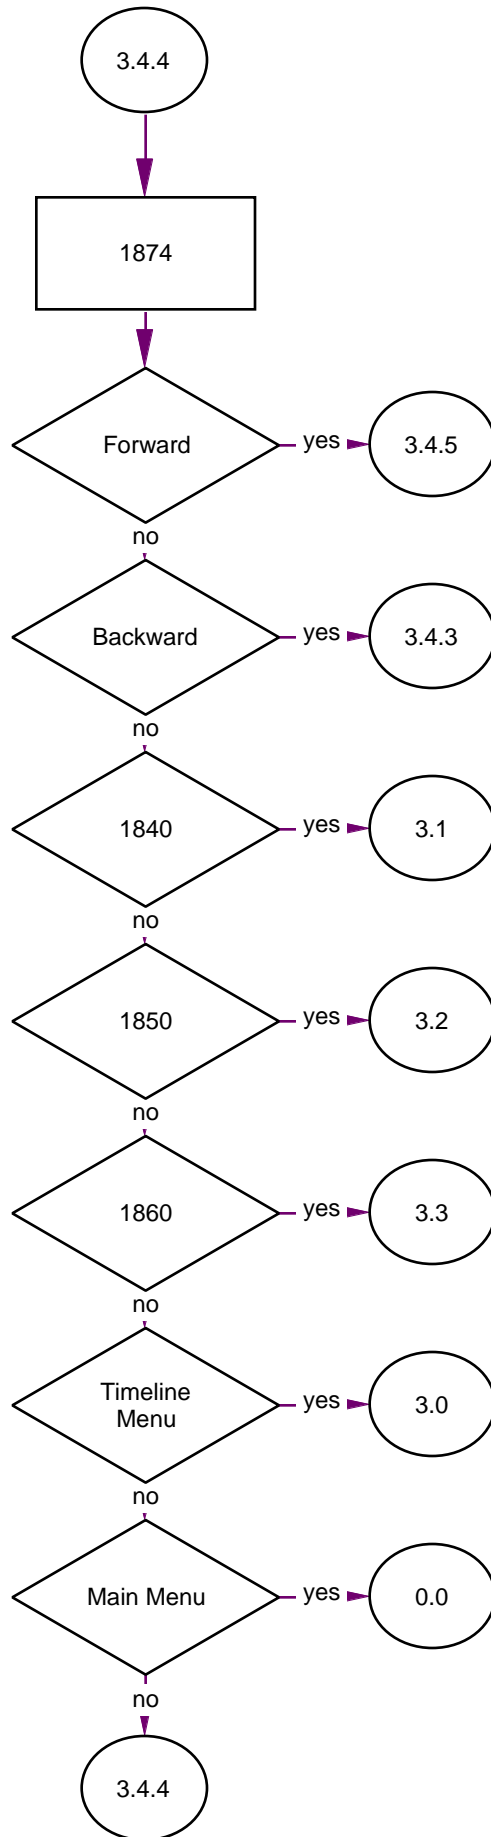 3.4.4
1874
Forward
yes
3.4.5
no
Backward
yes
3.4.3
no
1840
yes
3.1
no
1850
yes
3.2
no
1860
yes
3.3
no
Timeline
Menu
yes
3.0
no
Main Menu
yes
0.0
no
3.4.4